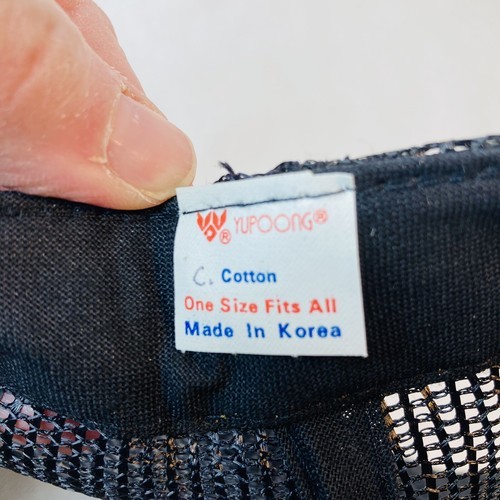 YUPOONG®
®
C. Cotton
One Size Fits All
Made In Korea